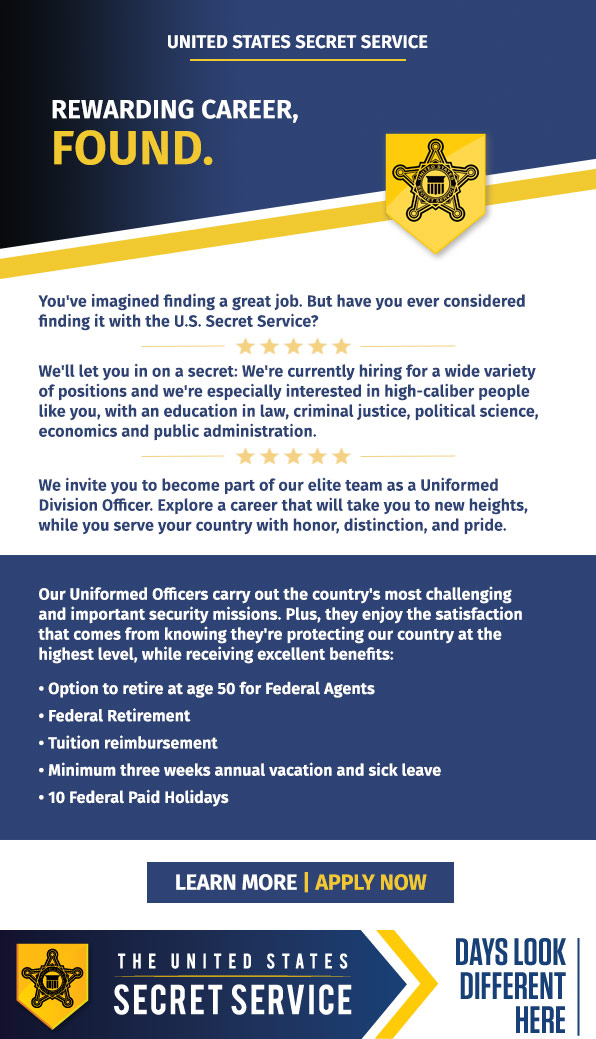 UNITED STATES SECRET SERVICE
REWARDING CAREER,
FOUND.
UNITED STATES
SECRET SERVICE
You've imagined finding a great job. But have you ever considered
finding it with the U.S. Secret Service?
We'll let you in on a secret: We're currently hiring for a wide variety
of positions and we're especially interested in high-caliber people
like you, with an education in law, criminal justice, political science,
economics and public administration.
We invite you to become part of our elite team as a Uniformed
Division Officer. Explore a career that will take you to new heights,
while you serve your country with honor, distinction, and pride.
Our Uniformed Officers carry out the country's most challenging
and important security missions. Plus, they enjoy the satisfaction
that comes from knowing they're protecting our country at the
highest level, while receiving excellent benefits:
• Option to retire at age 50 for Federal Agents
• Federal Retirement
• Tuition reimbursement
• Minimum three weeks annual vacation and sick leave
• 10 Federal Paid Holidays
LEARN MORE | APPLY NOW
THE UNITED STATES
SECRET SERVICE
DAYS LOOK
DIFFERENT
HERE